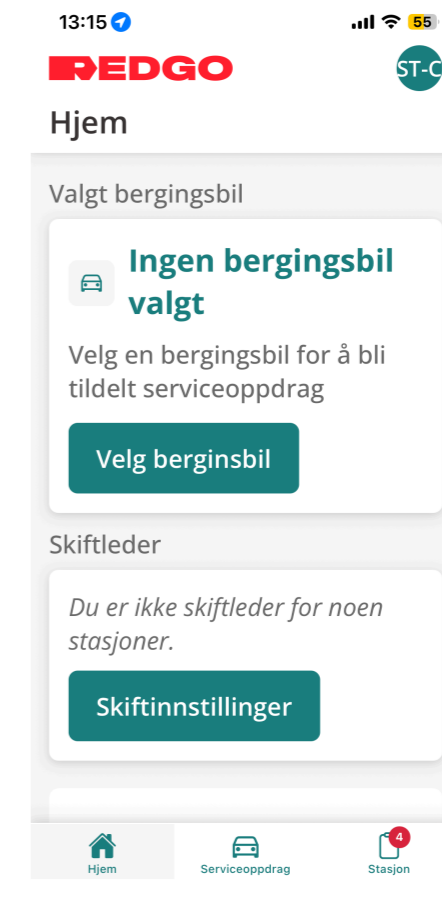 13:15
55
REDGO
ST-C
Hjem
Valgt bergingsbil
Ingen bergingsbil
valgt
Velg en bergingsbil for å bli
tildelt serviceoppdrag
Velg berginsbil
Skiftleder
Du er ikke skiftleder for noen
stasjoner.
Skiftinnstillinger
4
Hjem
Serviceoppdrag
Stasjon